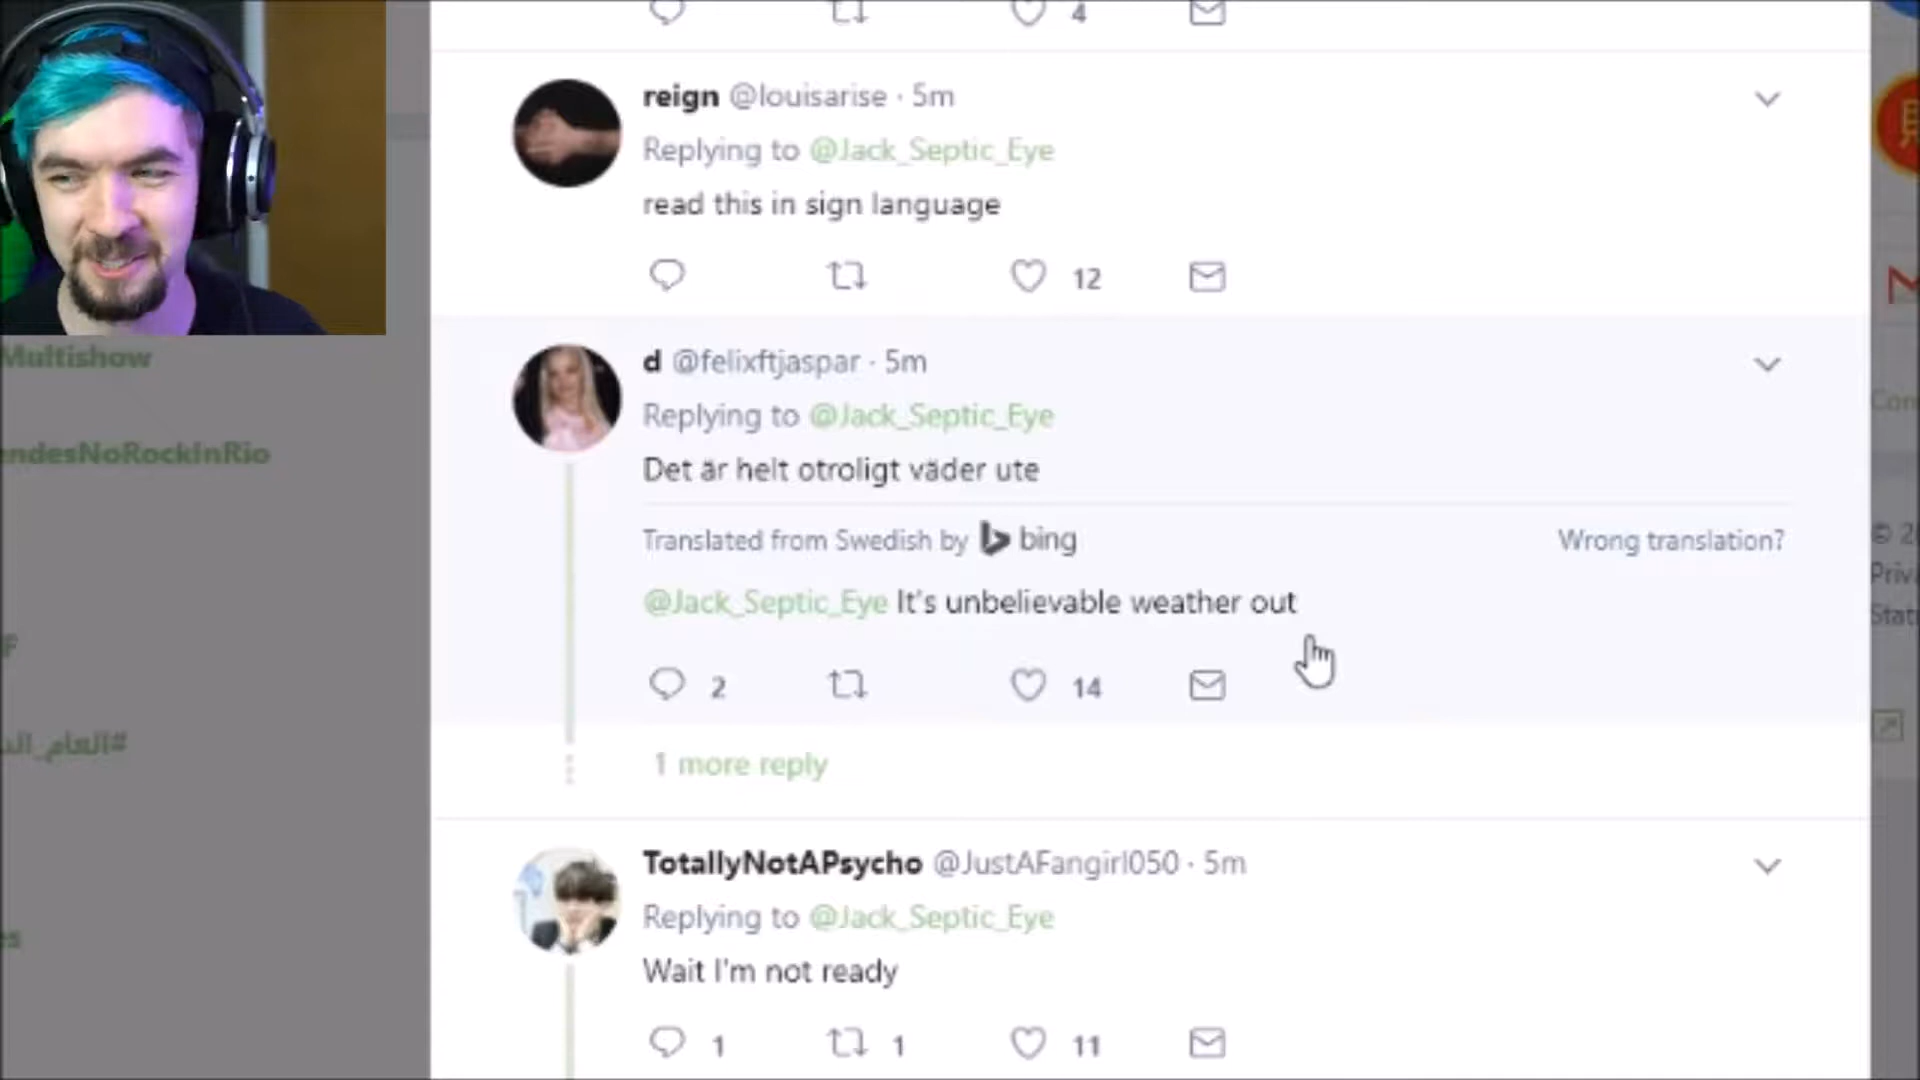 4
reign @louisarise · 5m
Replying to @Jack_Septic_Eye
read this in sign language
12
d @felixftjaspar · 5m
Replying to @Jack_Septic_Eye
Det är helt otroligt väder ute
Translated from Swedish by bing
Wrong translation?
@Jack_Septic_Eye It's unbelievable weather out
2 14
1 more reply
TotallyNotAPsycho @JustAFangirl050 · 5m
Replying to @Jack_Septic_Eye
Wait I'm not ready
1 1 11
Multishow
endesNoRockInRio